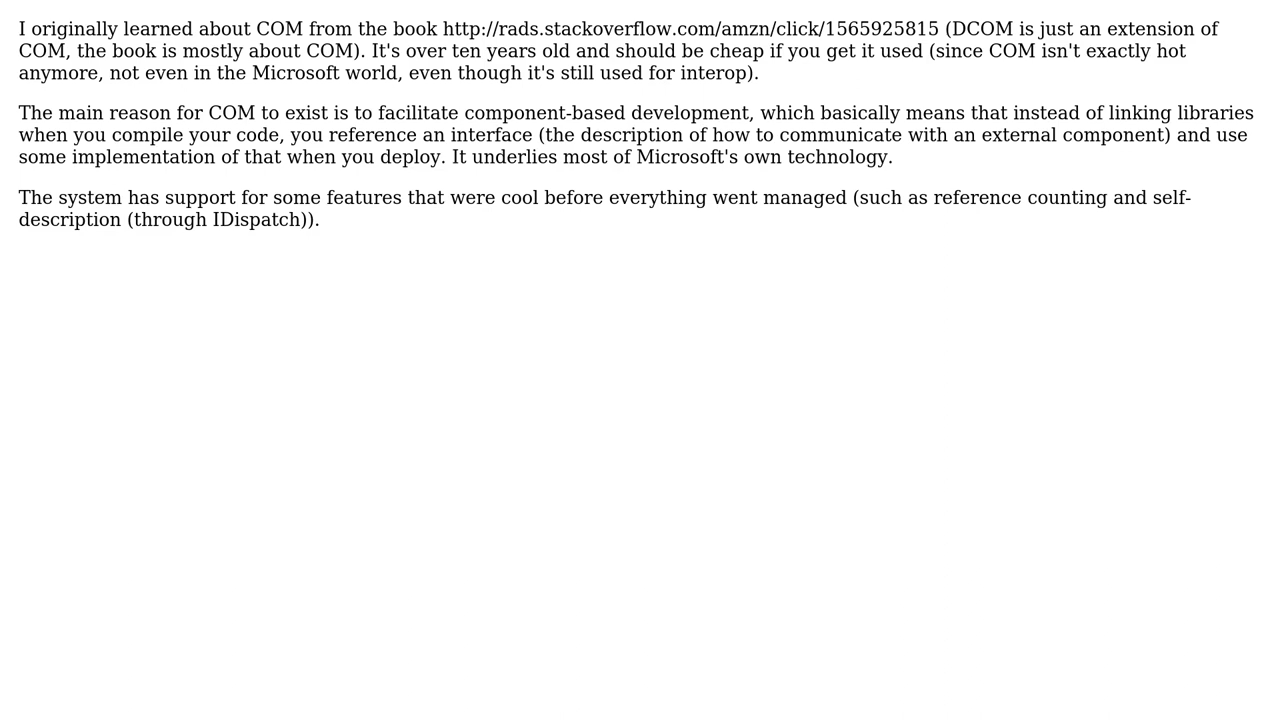 I originally learned about COM from the book http://rads.stackoverflow.com/amzn/click/1565925815 (DCOM is just an extension of
COM, the book is mostly about COM). It's over ten years old and should be cheap if you get it used (since COM isn't exactly hot
anymore, not even in the Microsoft world, even though it's still used for interop).
The main reason for COM to exist is to facilitate component-based development, which basically means that instead of linking libraries
when you compile your code, you reference an interface (the description of how to communicate with an external component) and use
some implementation of that when you deploy. It underlies most of Microsoft's own technology.
The system has support for some features that were cool before everything went managed (such as reference counting and self-
description (through IDispatch)).